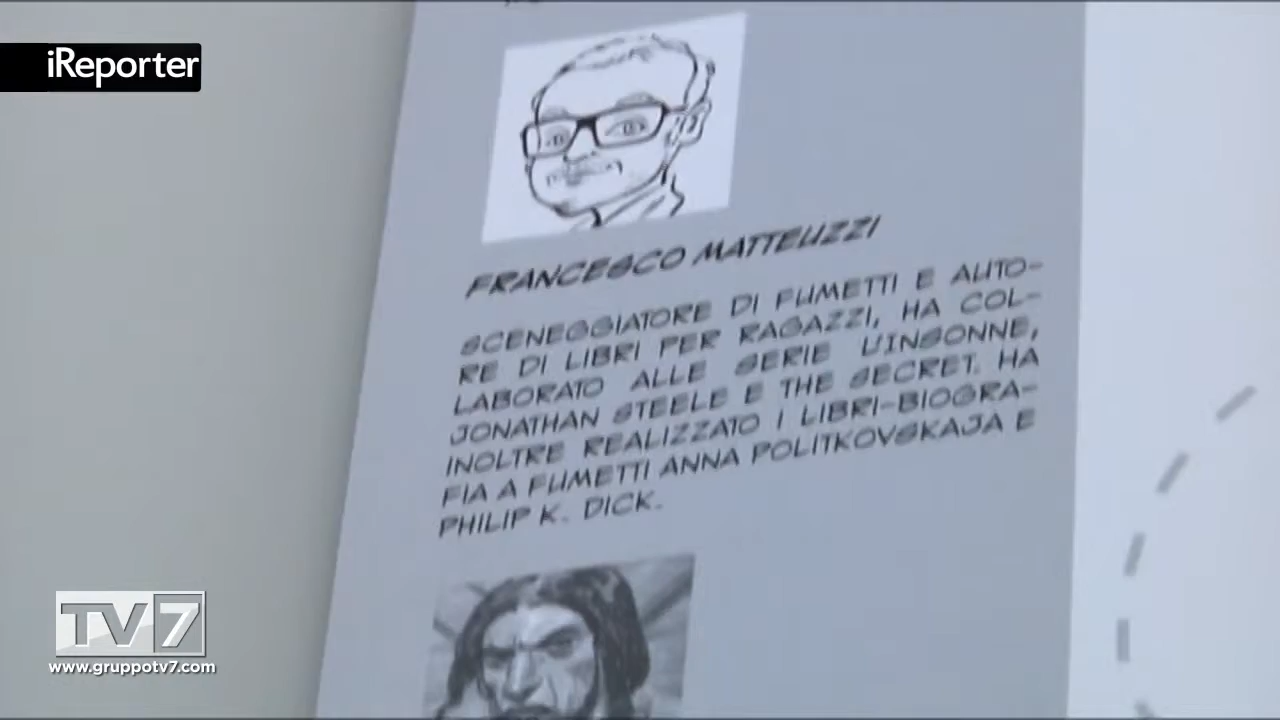 iReporter
FRANCESCO MATTEUZZI
SCENEGGIATORE DI FUMETTI E AUTO-
RE DI LIBRI PER RAGAZZI, HA COL-
LABORATO ALLE SERIE L'INSONNE,
JONATHAN STEELE E THE SECRET. HA
INOLTRE REALIZZATO I LIBRI-BIOGRA-
FIA A FUMETTI ANNA POLITKOVSKAJA E
PHILIP K. DICK.
TV7
www.gruppotv7.com